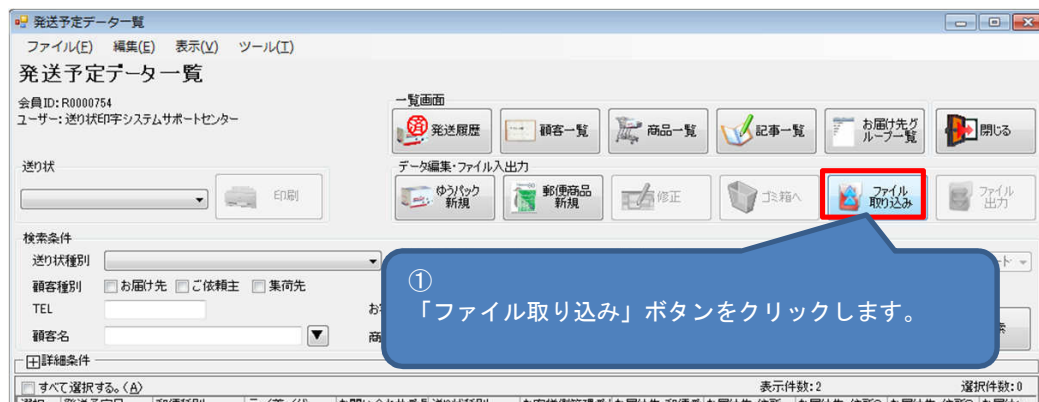 発送予定データ一覧
ファイル(F) 編集(E) 表示(V) ツール(T)
発送予定データ一覧
会員ID:R0000754
ユーザー:送り状印字システムサポートセンター
一覧画面
発送履歴 顧客一覧 商品一覧 記事一覧 お届け先グループ一覧 閉じる
送り状
印刷
データ編集・ファイル入出力
ゆうパック新規 郵便商品新規 修正 ゴミ箱へ ファイル取り込み ファイル出力
検索条件
送り状種別
顧客種別 お届け先 ご依頼主 集荷先
TEL
顧客名
①
「ファイル取り込み」ボタンをクリックします。
詳細条件
すべて選択する。(A) 表示件数:2 選択件数:0